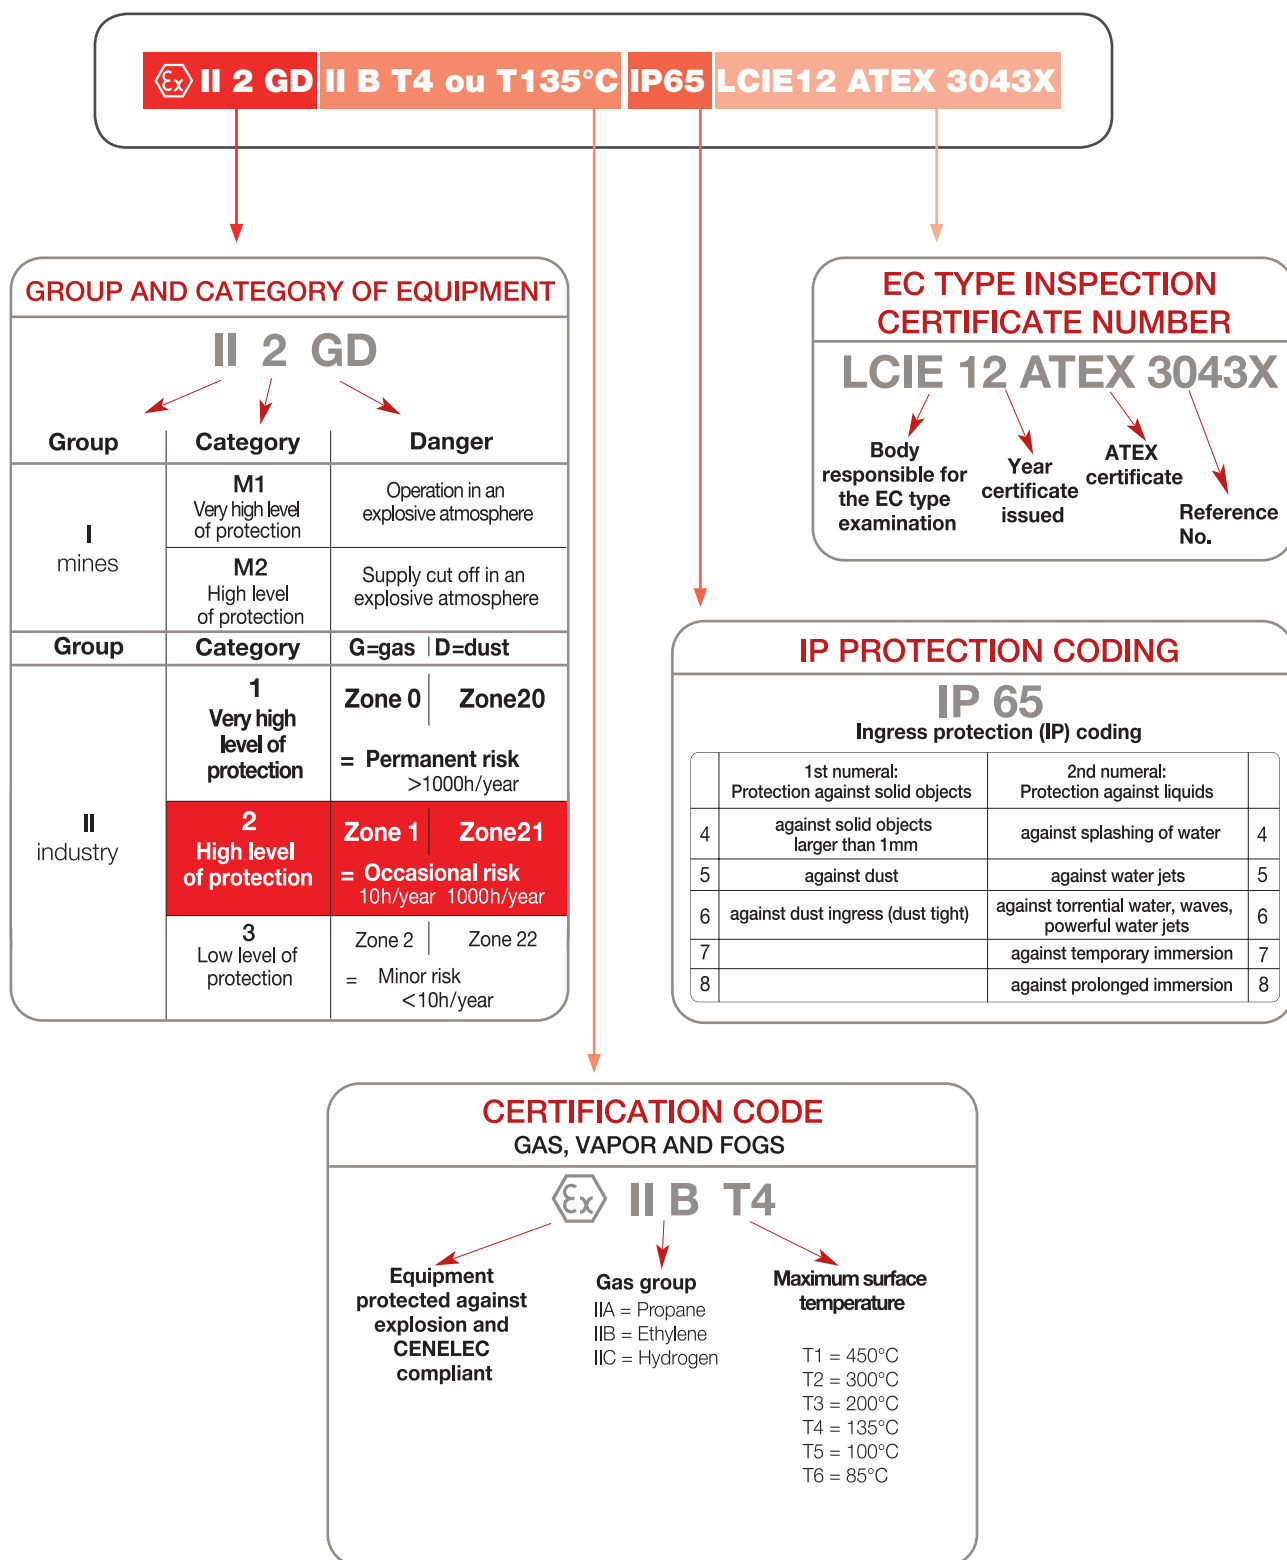 Ex II 2 GD II B T4 ou T135°C IP65 LCIE12 ATEX 3043X
GROUP AND CATEGORY OF EQUIPMENT
II 2 GD
Group Category Danger
I
mines
M1
Very high level
of protection
Operation in an
explosive atmosphere
M2
High level
of protection
Supply cut off in an
explosive atmosphere
Group Category G=gas D=dust
II
industry
1
Very high
level of
protection
Zone 0 Zone20
= Permanent risk
>1000h/year
2
High level
of protection
Zone 1 Zone21
= Occasional risk
10h/year 1000h/year
3
Low level of
protection
Zone 2 Zone 22
= Minor risk
<10h/year
EC TYPE INSPECTION
CERTIFICATE NUMBER
LCIE 12 ATEX 3043X
Body
responsible for
the EC type
examination
Year
certificate
issued
ATEX
certificate
Reference
No.
IP PROTECTION CODING
IP 65
Ingress protection (IP) coding
1st numeral:
Protection against solid objects
2nd numeral:
Protection against liquids
4 against solid objects
larger than 1mm
against splashing of water 4
5 against dust against water jets 5
6 against dust ingress (dust tight) against torrential water, waves,
powerful water jets 6
7 against temporary immersion 7
8 against prolonged immersion 8
CERTIFICATION CODE
GAS, VAPOR AND FOGS
Ex II B T4
Equipment
protected against
explosion and
CENELEC
compliant
Gas group
IIA = Propane
IIB = Ethylene
IIC = Hydrogen
Maximum surface
temperature
T1 = 450°C
T2 = 300°C
T3 = 200°C
T4 = 135°C
T5 = 100°C
T6 = 85°C